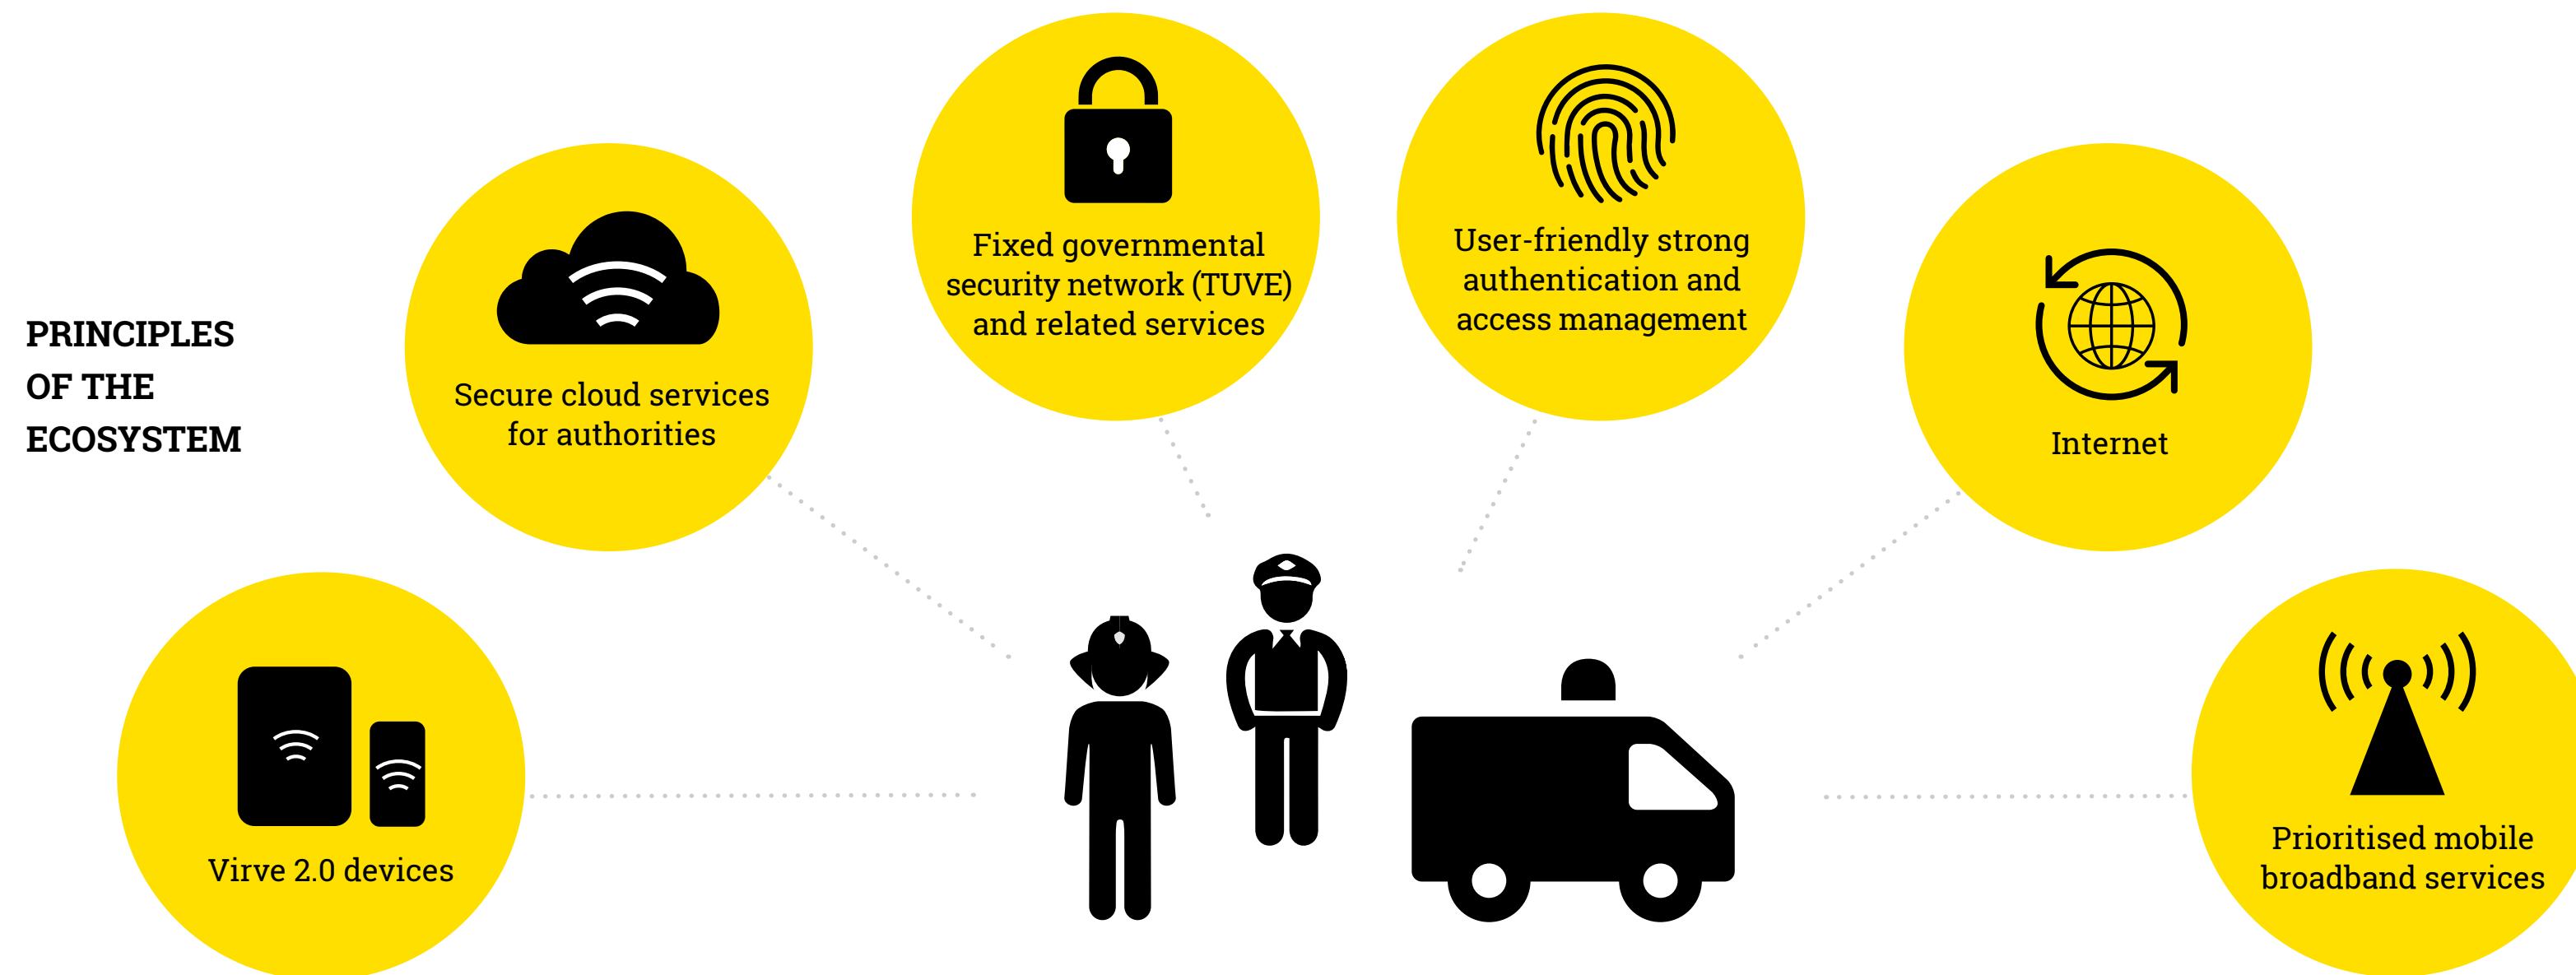 PRINCIPLES
OF THE
ECOSYSTEM
Virve 2.0 devices
Secure cloud services
for authorities
Fixed governmental
security network (TUVE)
and related services
User-friendly strong
authentication and
access management
Internet
Prioritised mobile
broadband services